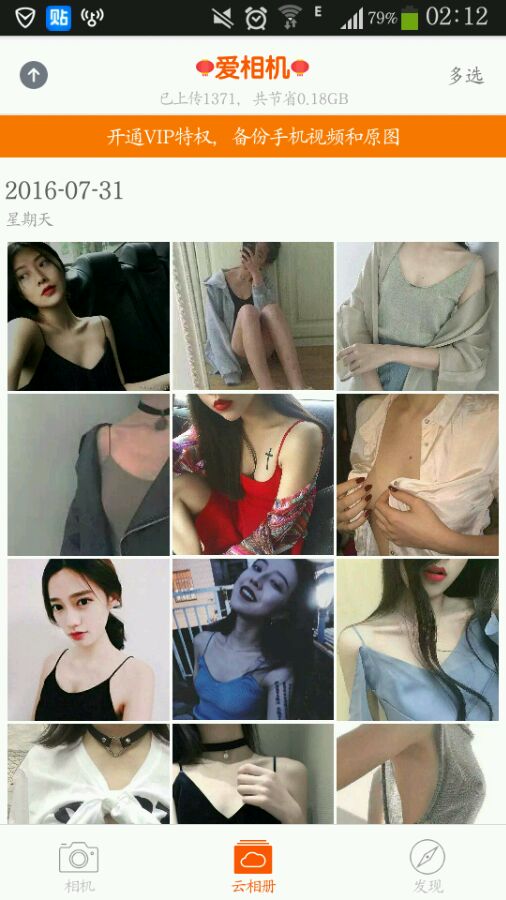 E 79% 02:12
贴
爱相机
多选
已上传1371，共节省0.18GB
开通VIP特权，备份手机视频和原图
2016-07-31
星期天
相机
云相册
发现